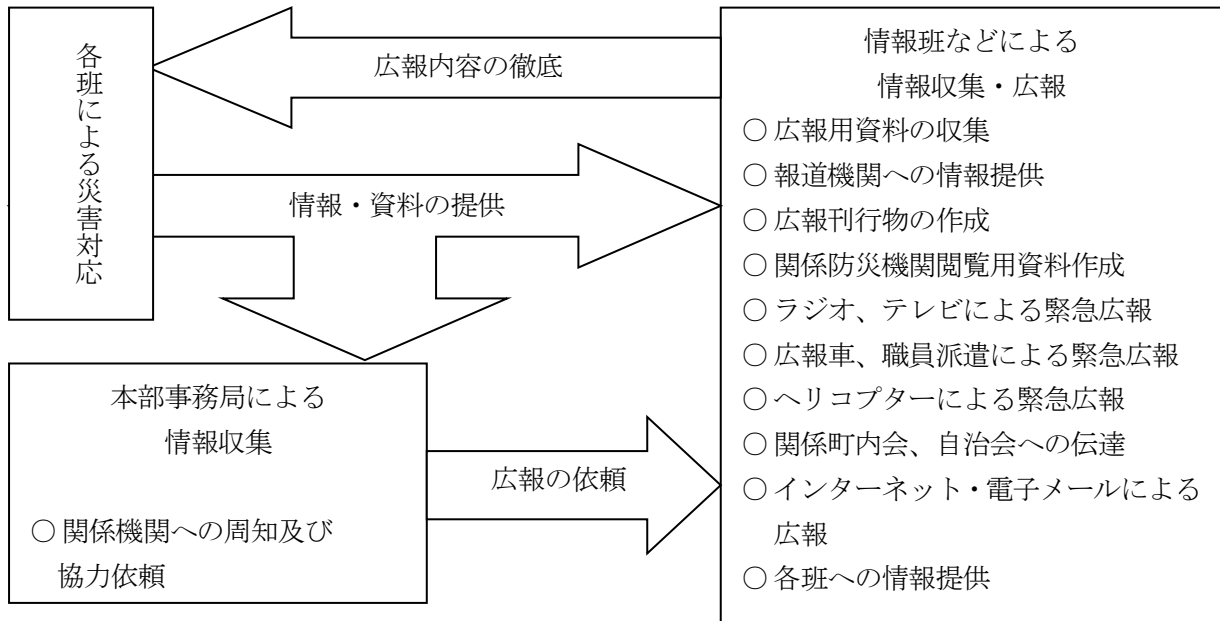 各班による災害対応
広報内容の徹底
情報・資料の提供
本部事務局による
情報収集
○ 関係機関への周知及び
協力依頼
広報の依頼
情報班などによる
情報収集・広報
○ 広報用資料の収集
○ 報道機関への情報提供
○ 広報刊行物の作成
○ 関係防災機関閲覧用資料作成
○ ラジオ、テレビによる緊急広報
○ 広報車、職員派遣による緊急広報
○ ヘリコプターによる緊急広報
○ 関係町内会、自治会への伝達
○ インターネット・電子メールによる
広報
○ 各班への情報提供